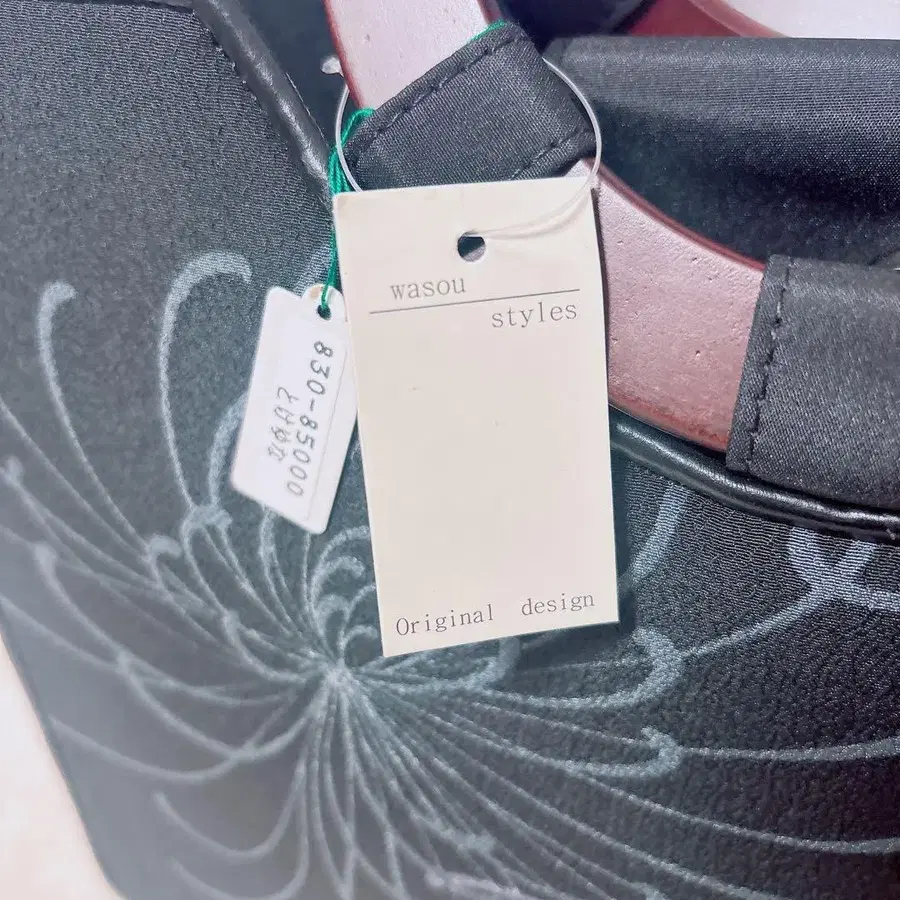 wasou
styles
Original design
830-85000